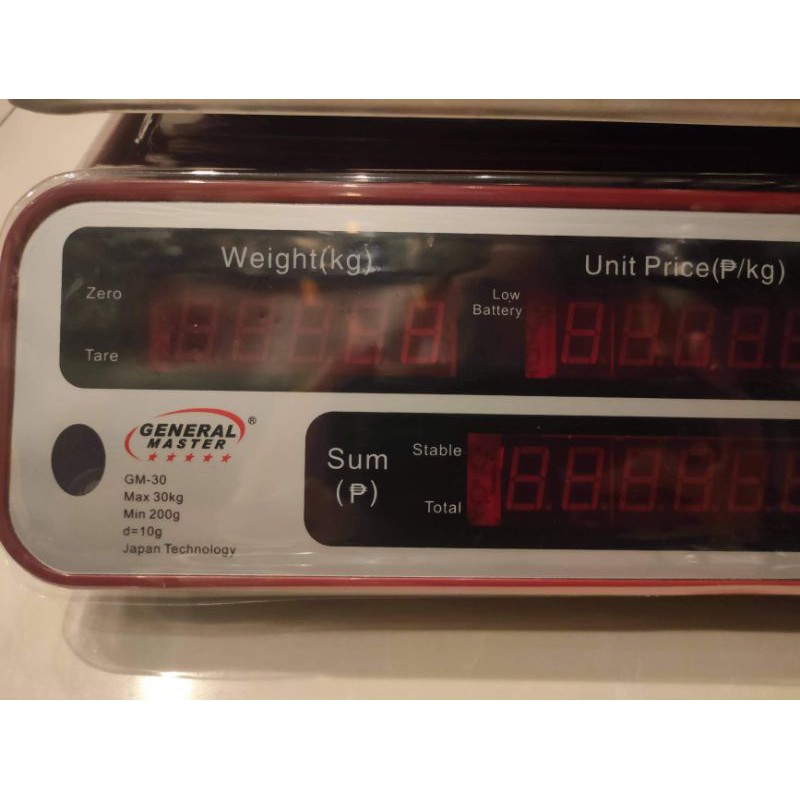 Weight(kg)
Unit Price(₱/kg)
Zero
Low
Battery
Tare
GENERAL
MASTER
®
Sum
(₱)
Stable
Total
GM-30
Max 30kg
Min 200g
d=10g
Japan Technology